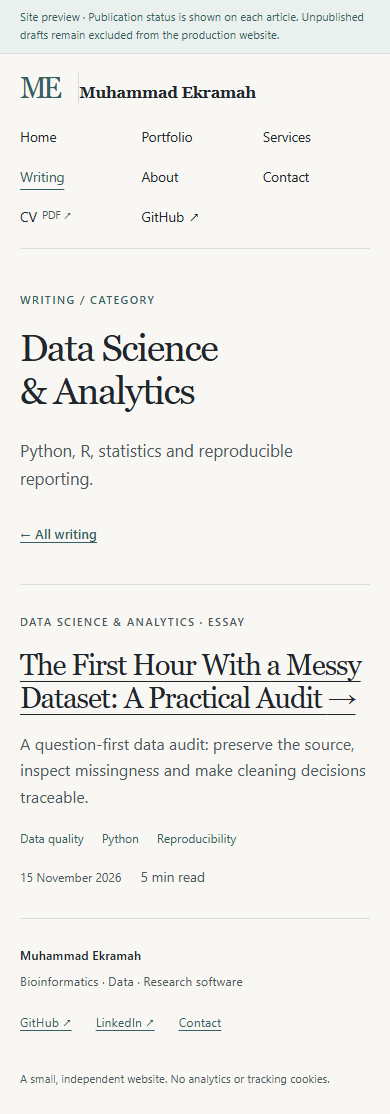 Site preview · Publication status is shown on each article. Unpublished
drafts remain excluded from the production website.
ME Muhammad Ekramah
Home Portfolio Services
Writing About Contact
CV PDF ↗ GitHub ↗
WRITING / CATEGORY
Data Science
& Analytics
Python, R, statistics and reproducible
reporting.
← All writing
DATA SCIENCE & ANALYTICS · ESSAY
The First Hour With a Messy
Dataset: A Practical Audit →
A question-first data audit: preserve the source,
inspect missingness and make cleaning decisions
traceable.
Data quality Python Reproducibility
15 November 2026 5 min read
Muhammad Ekramah
Bioinformatics · Data · Research software
GitHub ↗ LinkedIn ↗ Contact
A small, independent website. No analytics or tracking cookies.